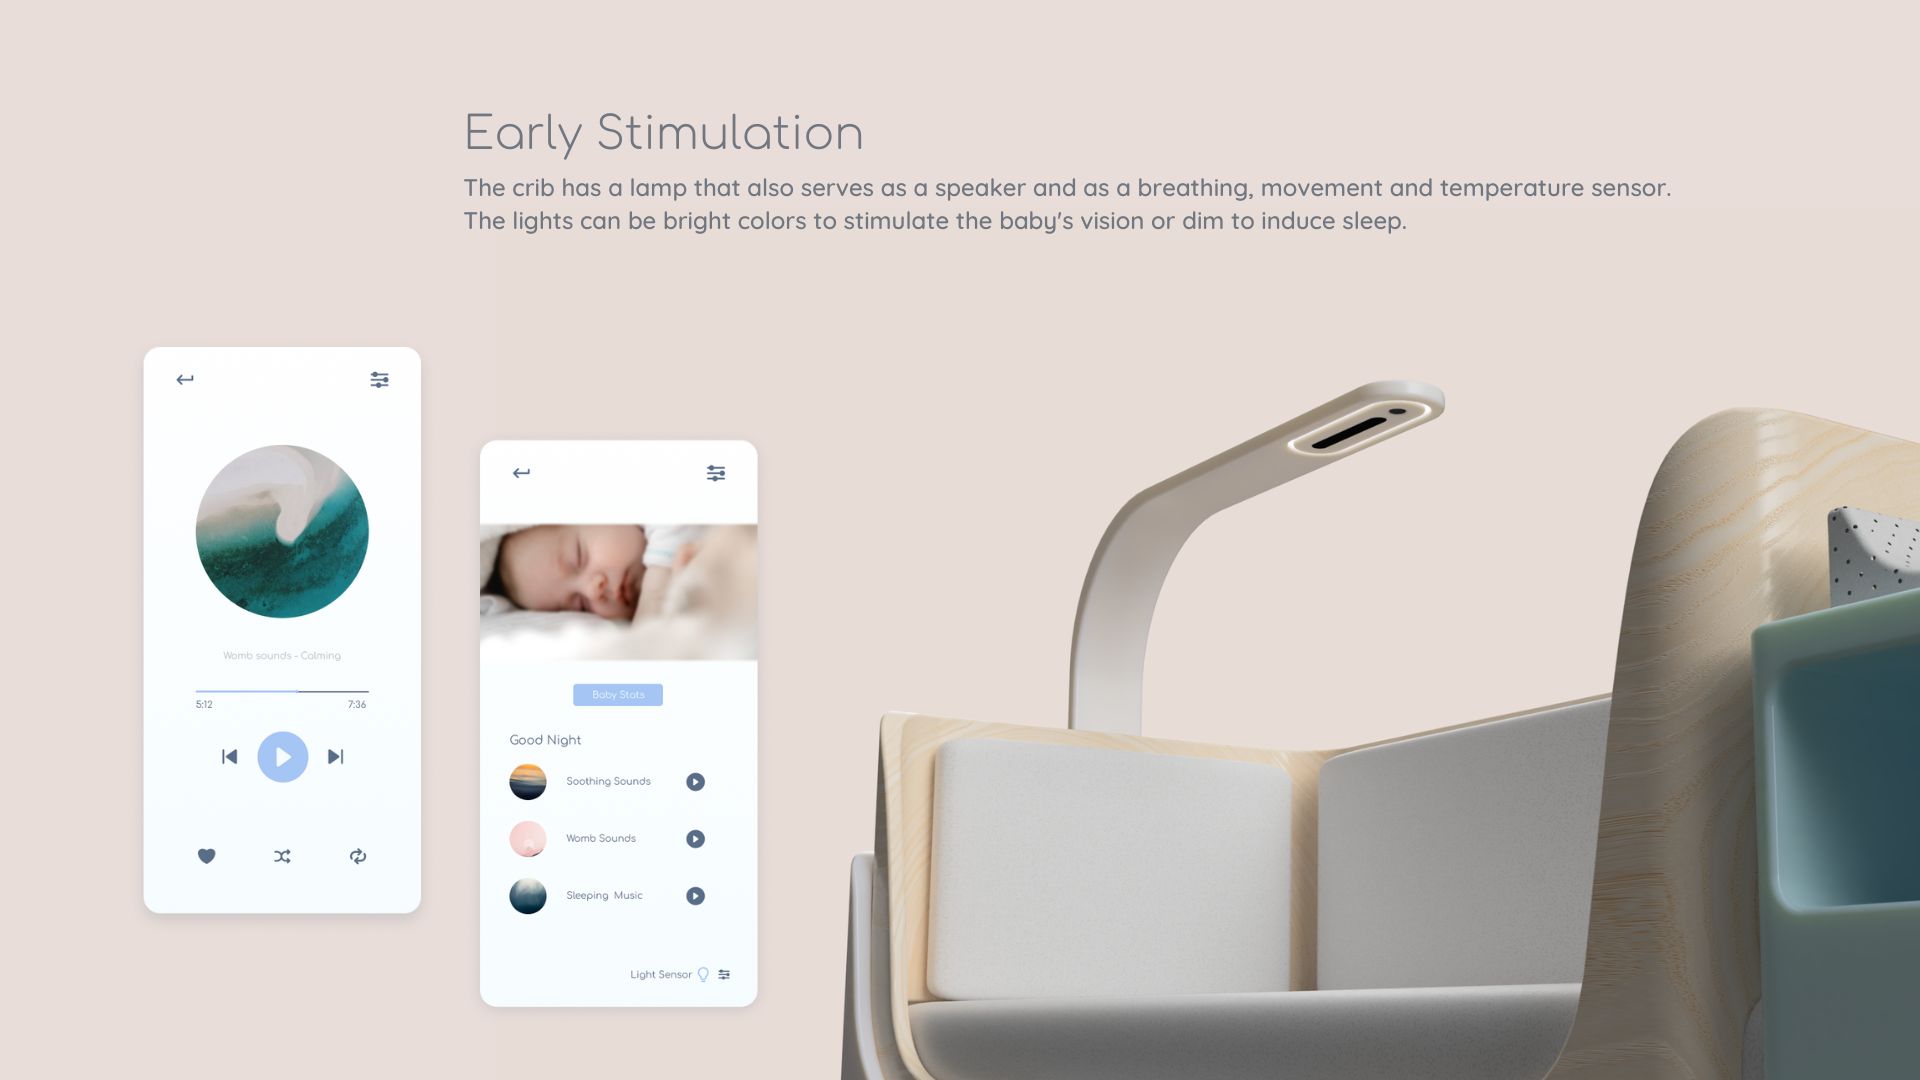 Early Stimulation
The crib has a lamp that also serves as a speaker and as a breathing, movement and temperature sensor.
The lights can be bright colors to stimulate the baby's vision or dim to induce sleep.
Womb sounds - Calming
5:12 7:36
Baby Stats
Good Night
Soothing Sounds
Womb Sounds
Sleeping Music
Light Sensor